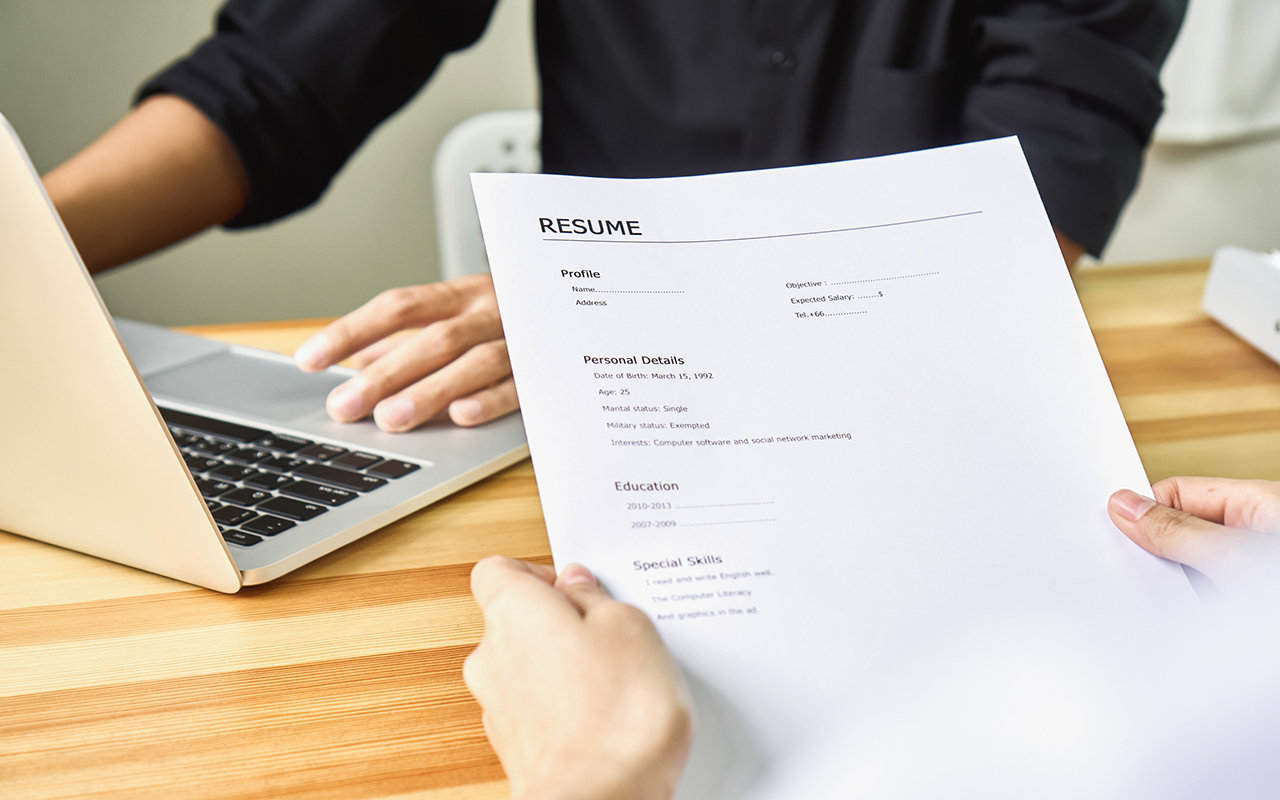 RESUME
Profile
Name..............................
Address
Objective : ....................................
Expected Salary: ........$
Tel.+66...............
Personal Details
Date of Birth: March 15, 1992
Age: 25
Marital status: Single
Military status: Exempted
Interests: Computer software and social network marketing
Education
2010-2013 ..................................
2007-2009 .................................
Special Skills
I read and write English well.
The Computer Literacy
And graphics in the ad.